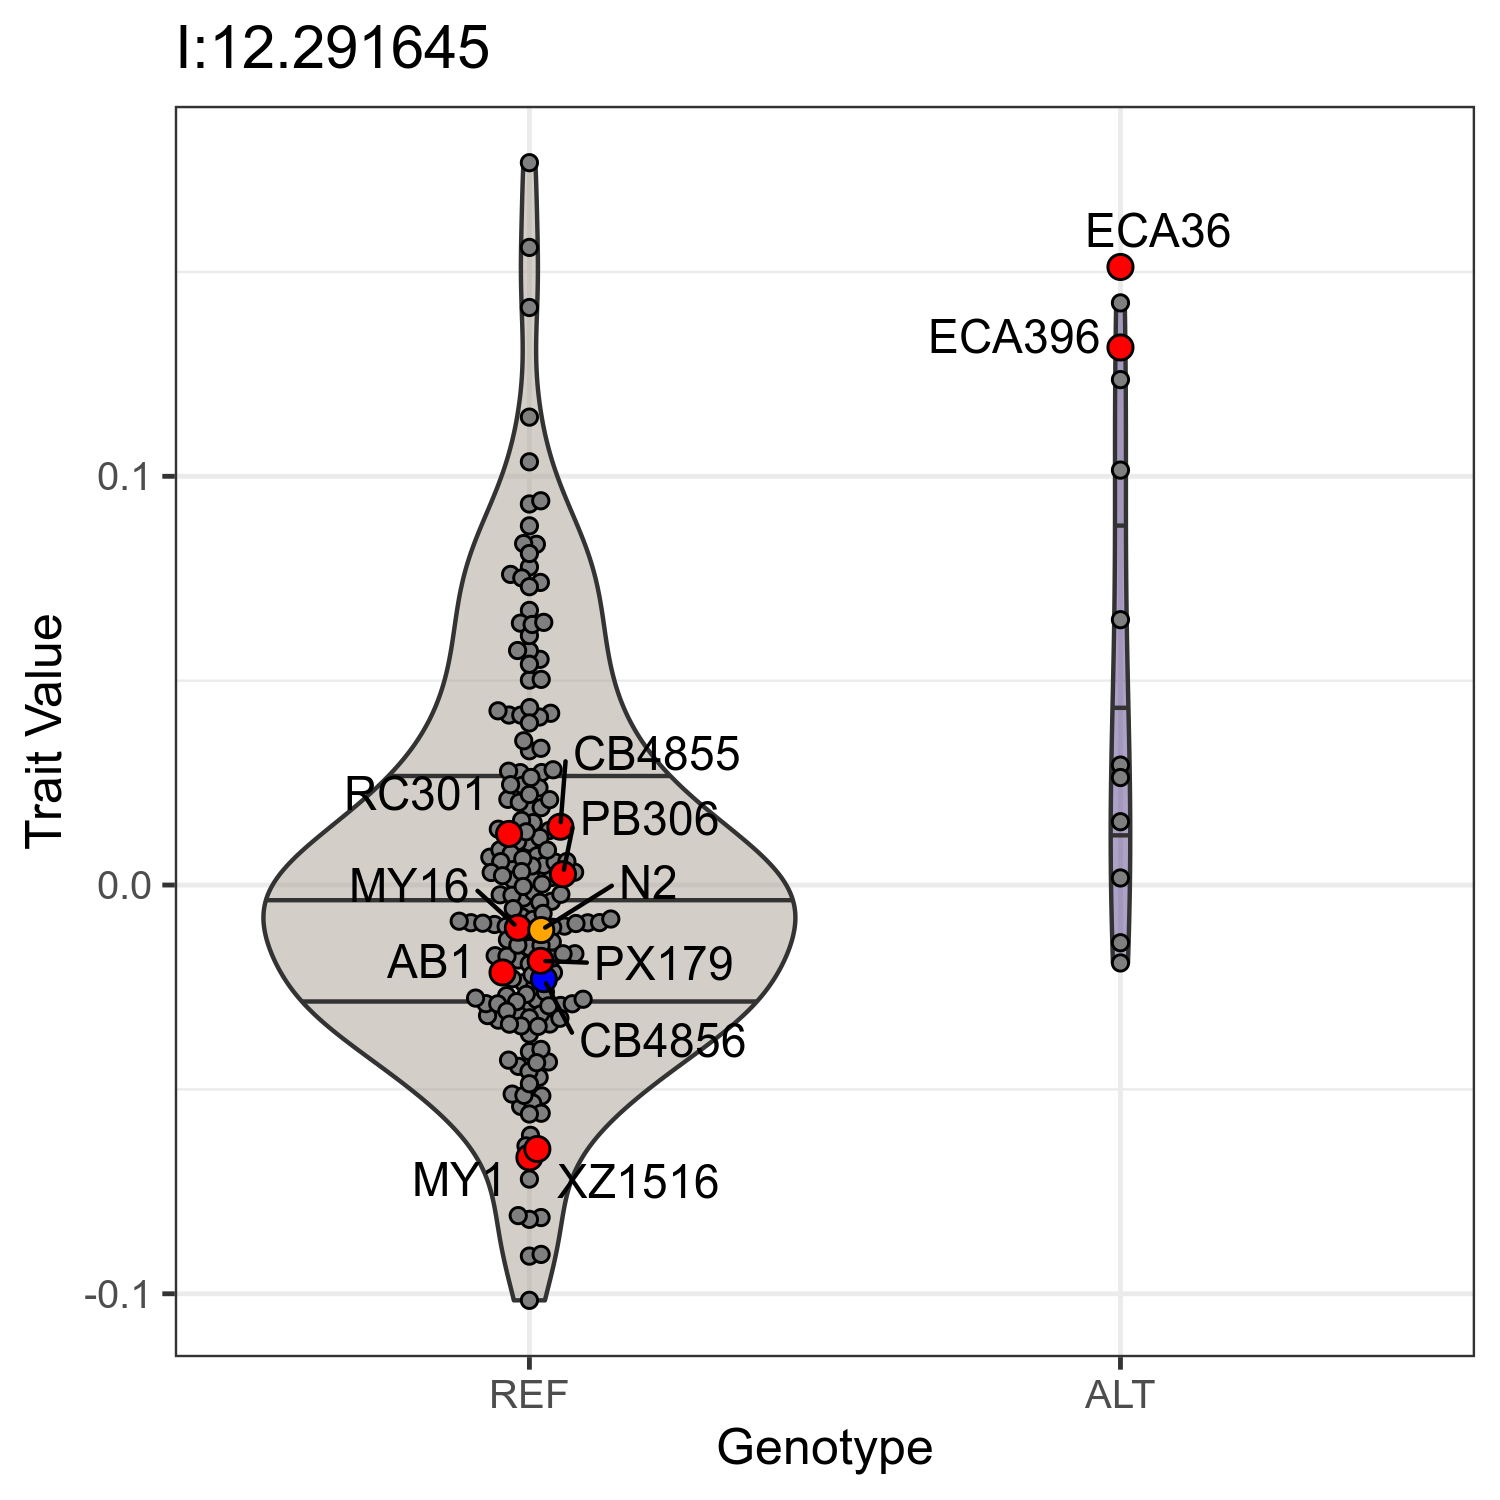 I:12.291645
ECA36
ECA396
0.1
CB4855
RC301
PB306
MY16
N2
0.0
AB1
PX179
CB4856
MY1
XZ1516
-0.1
Trait Value
REF
ALT
Genotype